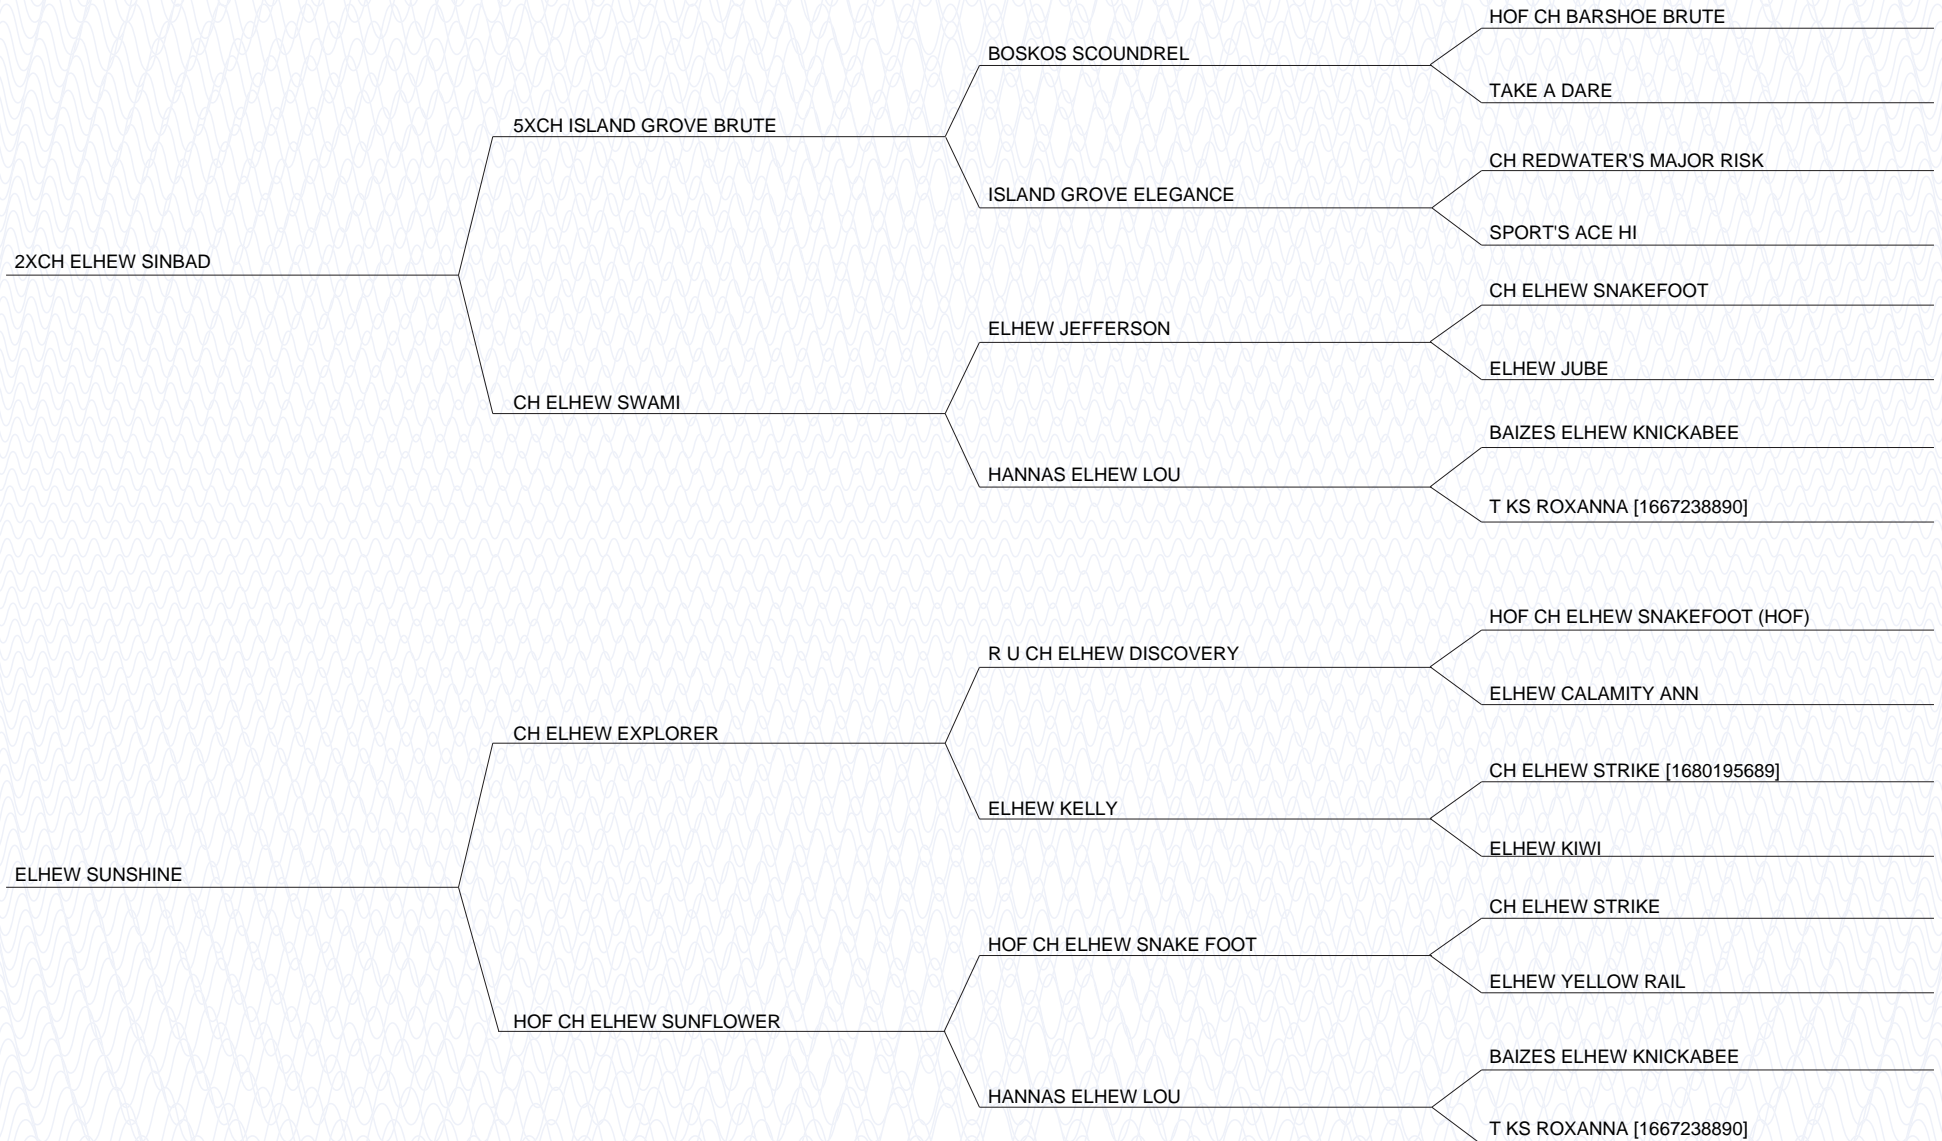 HOF CH BARSHOE BRUTE
BOSKOS SCOUNDREL
TAKE A DARE
5XCH ISLAND GROVE BRUTE
CH REDWATER'S MAJOR RISK
ISLAND GROVE ELEGANCE
SPORT'S ACE HI
2XCH ELHEW SINBAD
CH ELHEW SNAKEFOOT
ELHEW JEFFERSON
ELHEW JUBE
CH ELHEW SWAMI
BAIZES ELHEW KNICKABEE
HANNAS ELHEW LOU
T KS ROXANNA [1667238890]
HOF CH ELHEW SNAKEFOOT (HOF)
R U CH ELHEW DISCOVERY
ELHEW CALAMITY ANN
CH ELHEW EXPLORER
CH ELHEW STRIKE [1680195689]
ELHEW KELLY
ELHEW KIWI
ELHEW SUNSHINE
CH ELHEW STRIKE
HOF CH ELHEW SNAKE FOOT
ELHEW YELLOW RAIL
HOF CH ELHEW SUNFLOWER
BAIZES ELHEW KNICKABEE
HANNAS ELHEW LOU
T KS ROXANNA [1667238890]